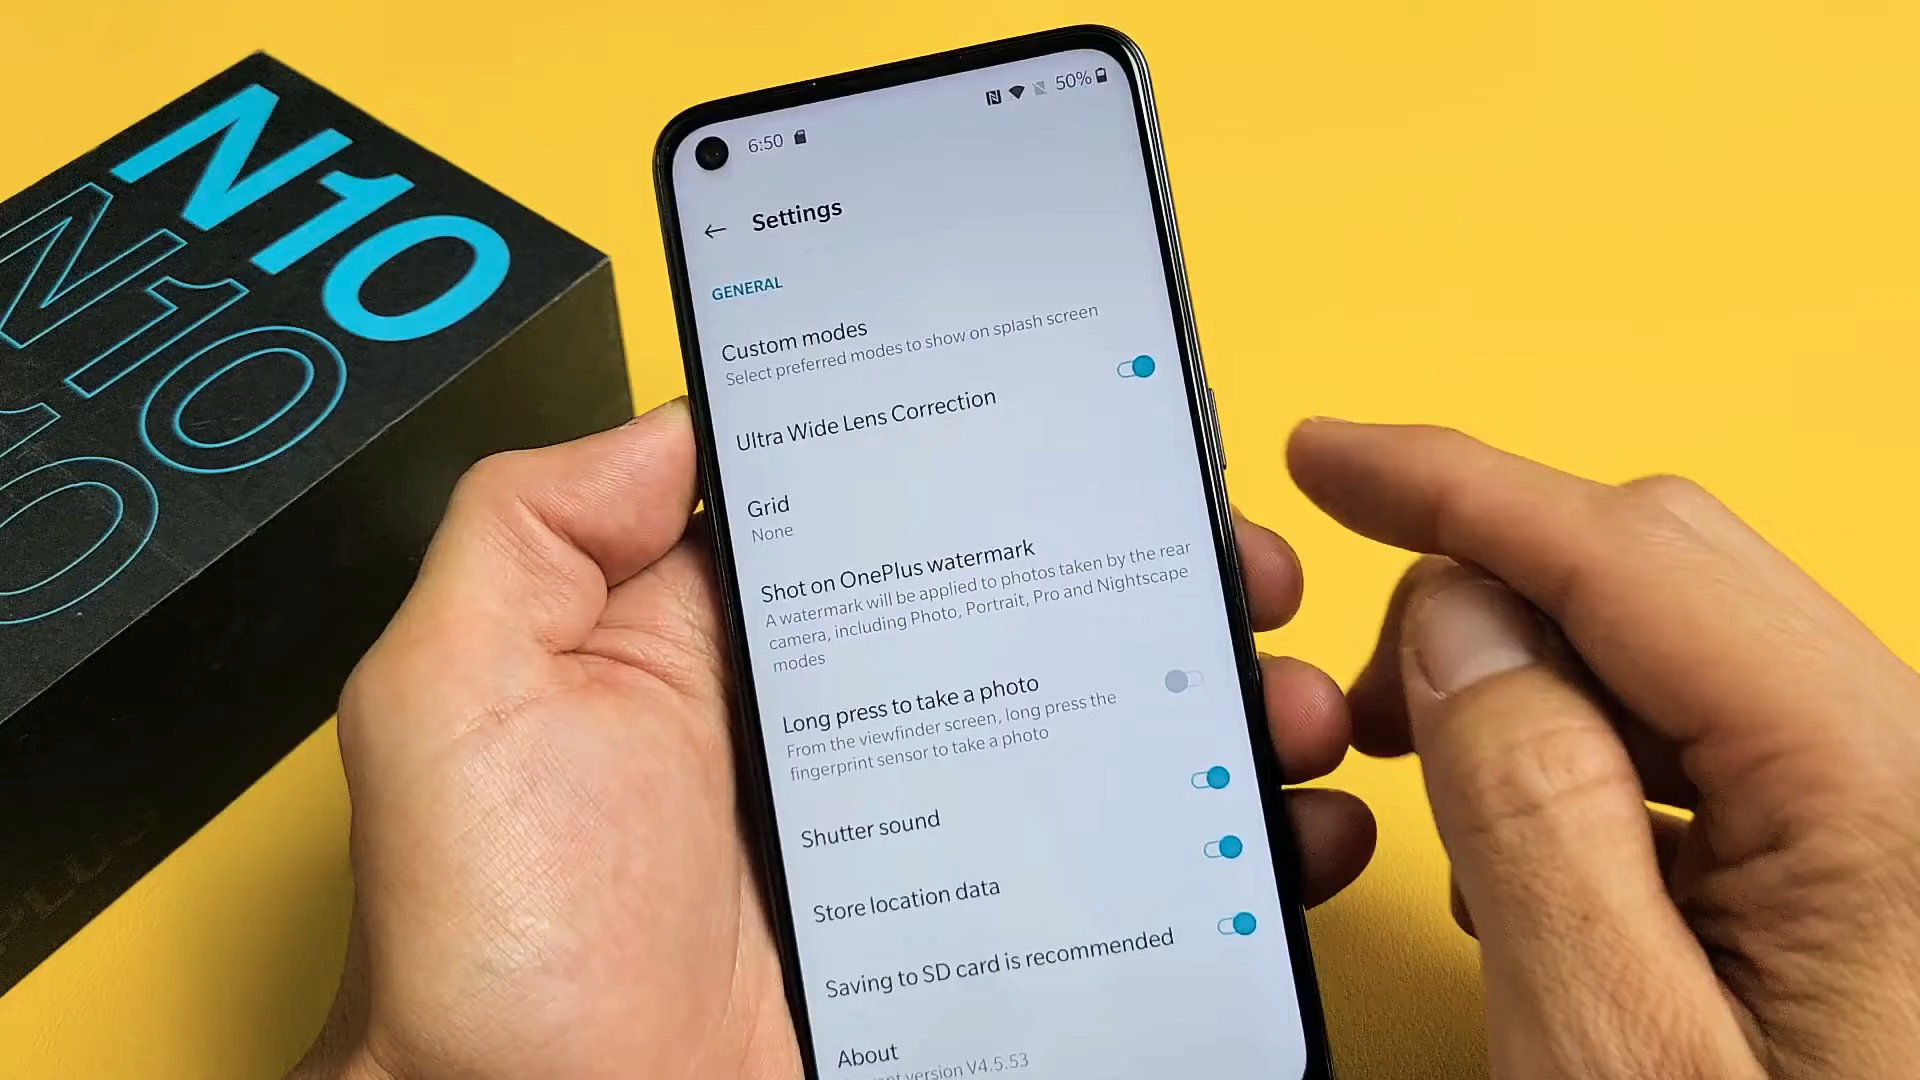 N10
N10
10
6:50
50%
Settings
GENERAL
Custom modes
Select preferred modes to show on splash screen
Ultra Wide Lens Correction
Grid
None
Shot on OnePlus watermark
A watermark will be applied to photos taken by the rear
camera, including Photo, Portrait, Pro and Nightscape
modes
Long press to take a photo
From the viewfinder screen, long press the
fingerprint sensor to take a photo
Shutter sound
Store location data
Saving to SD card is recommended
About
version V4.5.53